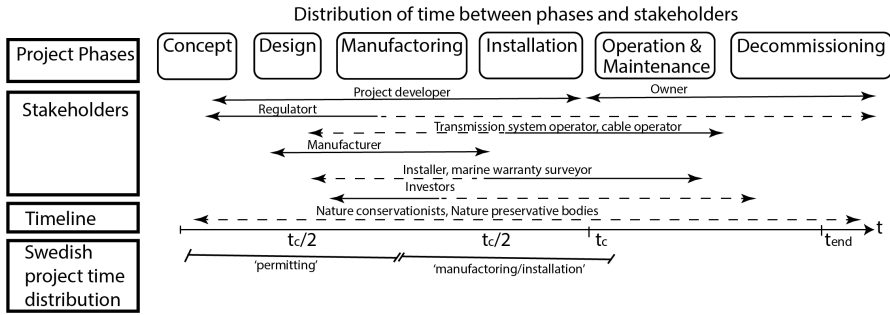 Distribution of time between phases and stakeholders
Project Phases
Concept
Design
Manufactoring
Installation
Operation &
Maintenance
Decommissioning
Stakeholders
Project developer
Owner
Regulatort
Transmission system operator, cable operator
Manufacturer
Installer, marine warranty surveyor
Investors
Timeline
Nature conservationists, Nature preservative bodies
t
tc/2
tc/2
tc
tend
Swedish
project time
distribution
'permitting'
'manufactoring/installation'